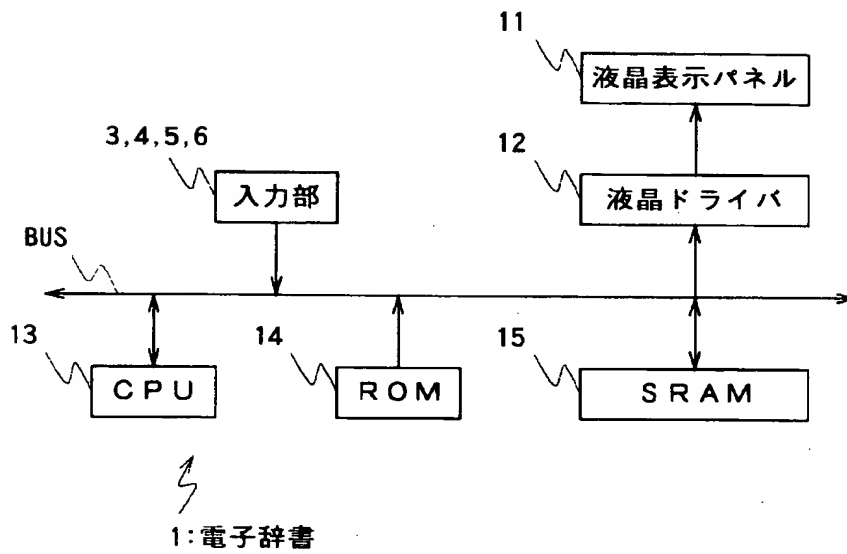 11
液晶表示パネル
3,4,5,6
12
入力部
液晶ドライバ
BUS
13
14
15
CPU
ROM
SRAM
1:電子辞書